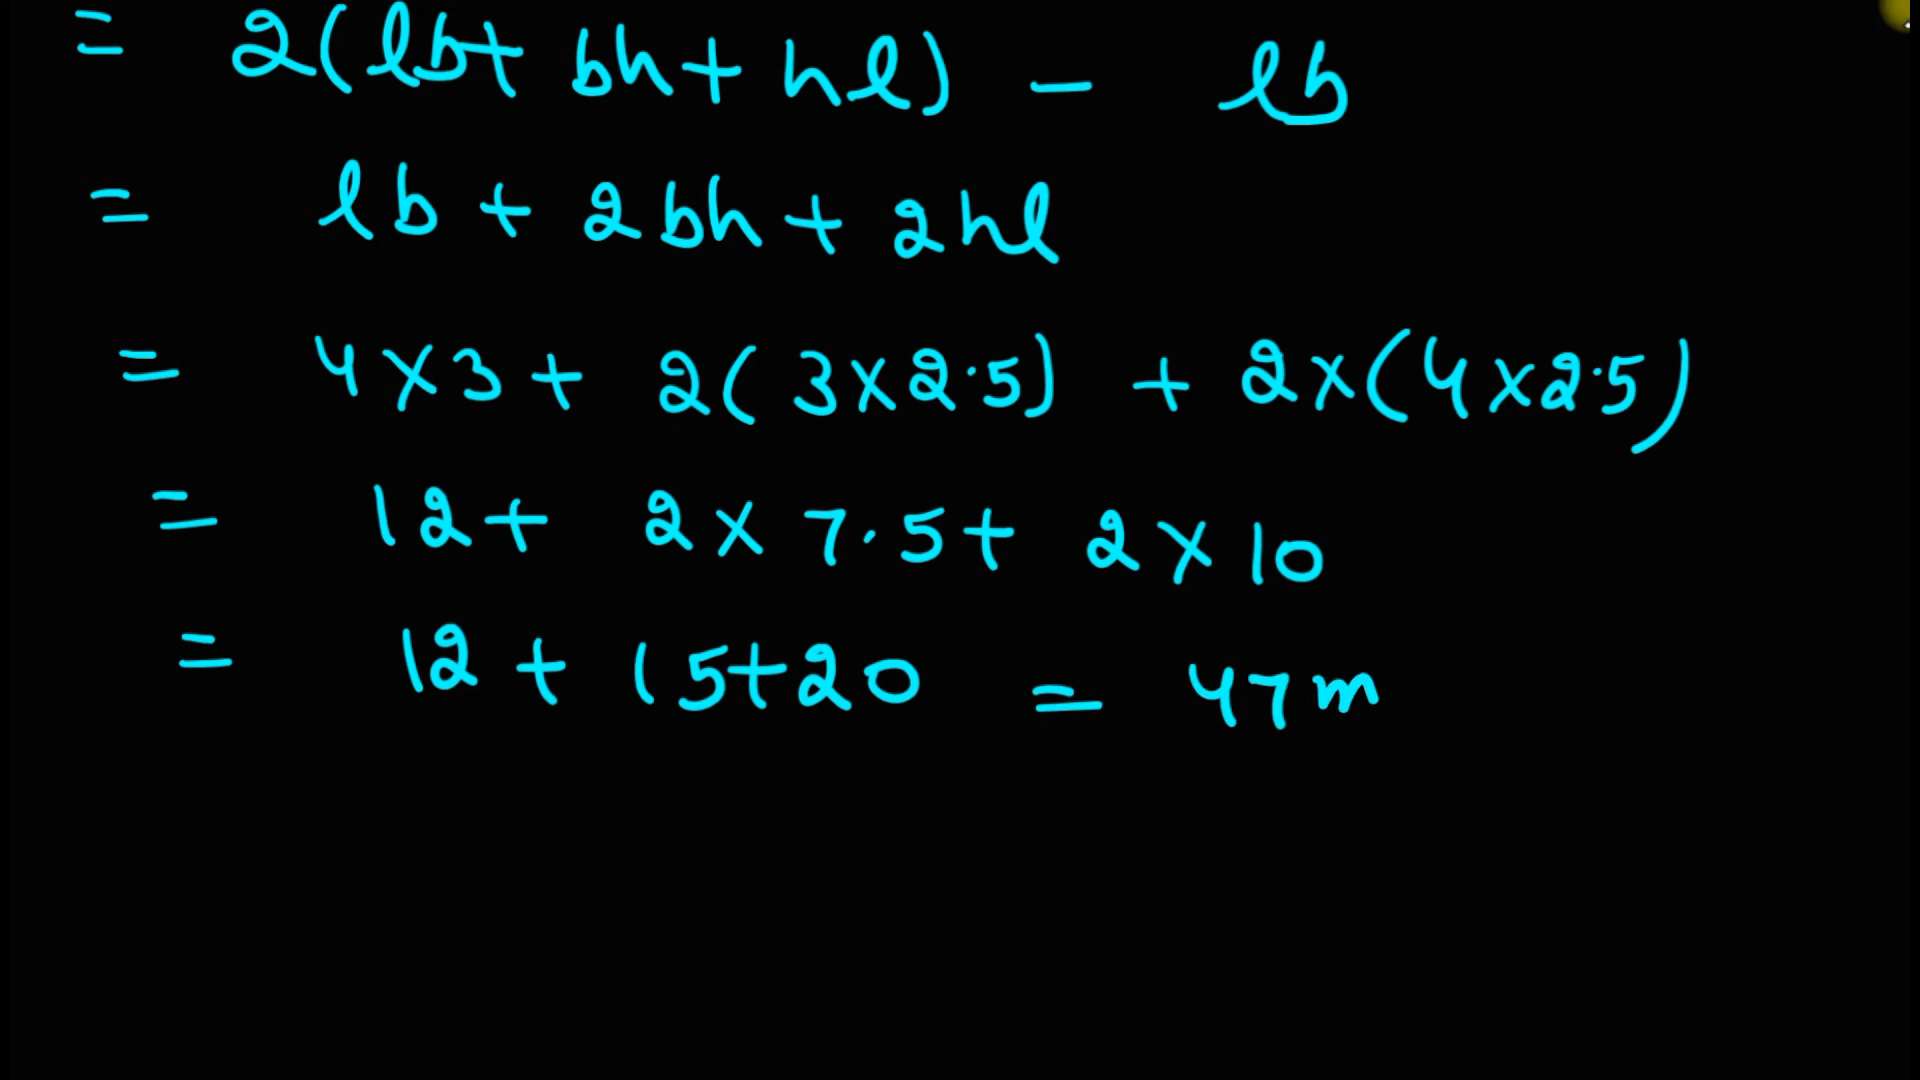 = 2(lb+ bh+hl) - lb
= lb + 2bh + 2hl
= 4×3+ 2(3×2.5) + 2×(4×2.5)
= 12+ 2×7.5+ 2×10
= 12+15+20 = 47m